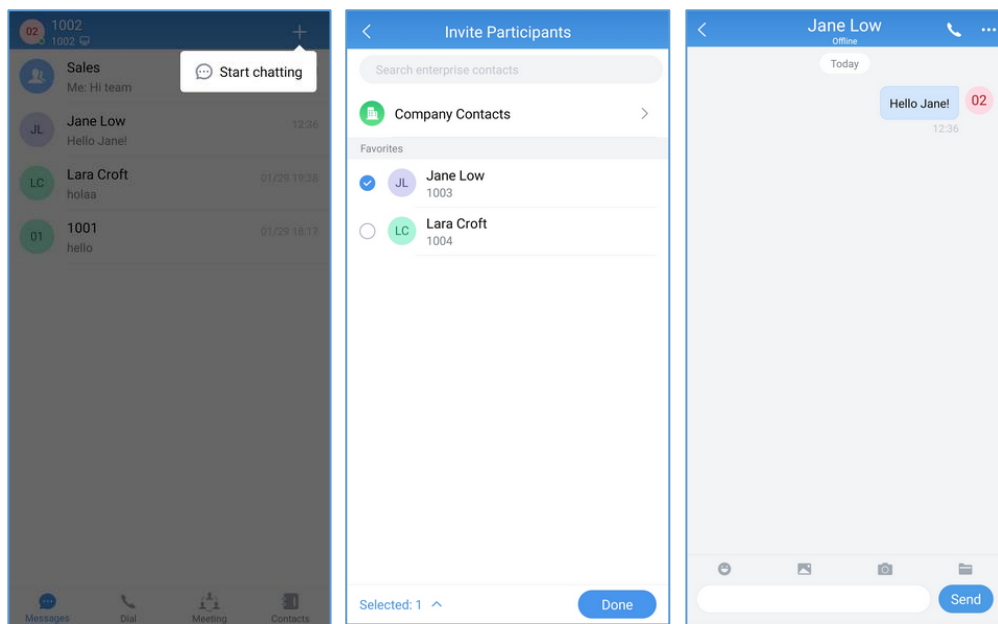 02
1002
1002
Start chatting
Sales
Me: Hi team
JL
Jane Low
12:36
Hello Jane!
LC
Lara Croft
01/29 19:28
holaa
01
1001
01/29 18:17
hello
Messages
Dial
Meeting
Contacts
Invite Participants
Search enterprise contacts
Company Contacts
Favorites
JL
Jane Low
1003
LC
Lara Croft
1004
Selected: 1
Done
Jane Low
Offline
Today
Hello Jane!
02
12:36
Send